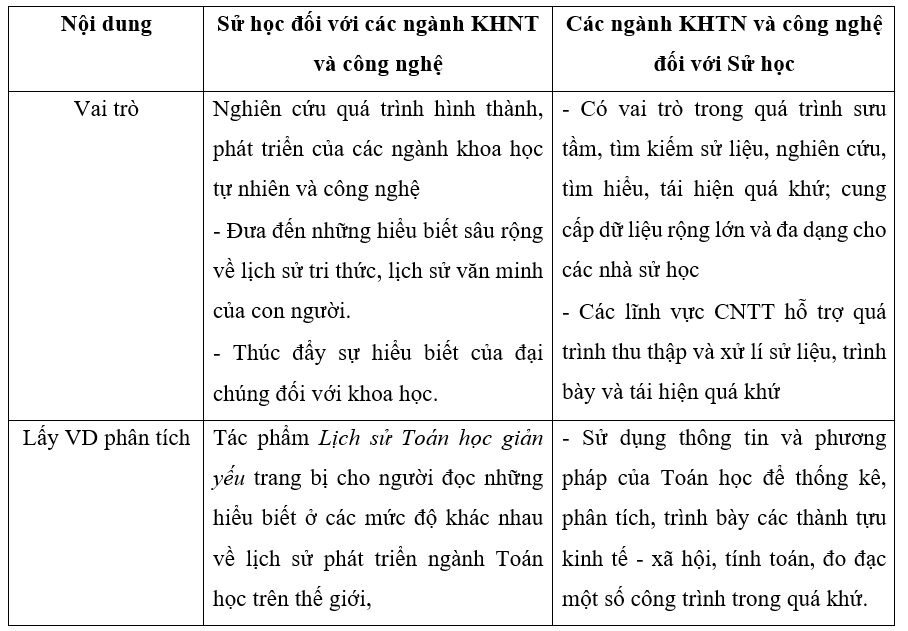 Nội dung
Sử học đối với các ngành KHNT
và công nghệ
Các ngành KHTN và công nghệ
đối với Sử học
Vai trò
Nghiên cứu quá trình hình thành,
phát triển của các ngành khoa học
tự nhiên và công nghệ
- Đưa đến những hiểu biết sâu rộng
về lịch sử tri thức, lịch sử văn minh
của con người.
- Thúc đẩy sự hiểu biết của đại
chúng đối với khoa học.
- Có vai trò trong quá trình sưu
tầm, tìm kiếm sử liệu, nghiên cứu,
tìm hiểu, tái hiện quá khứ; cung
cấp dữ liệu rộng lớn và đa dạng cho
các nhà sử học
- Các lĩnh vực CNTT hỗ trợ quá
trình thu thập và xử lí sử liệu, trình
bày và tái hiện quá khứ
Lấy VD phân tích
Tác phẩm Lịch sử Toán học giản
yếu trang bị cho người đọc những
hiểu biết ở các mức độ khác nhau
về lịch sử phát triển ngành Toán
học trên thế giới,
- Sử dụng thông tin và phương
pháp của Toán học để thống kê,
phân tích, trình bày các thành tựu
kinh tế - xã hội, tính toán, đo đạc
một số công trình trong quá khứ.